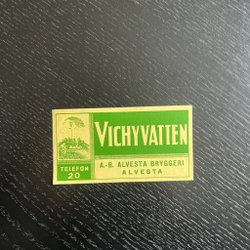 VICHYVATTEN
A.-B. ALVESTA BRYGGERI
ALVESTA
TELEFON
20